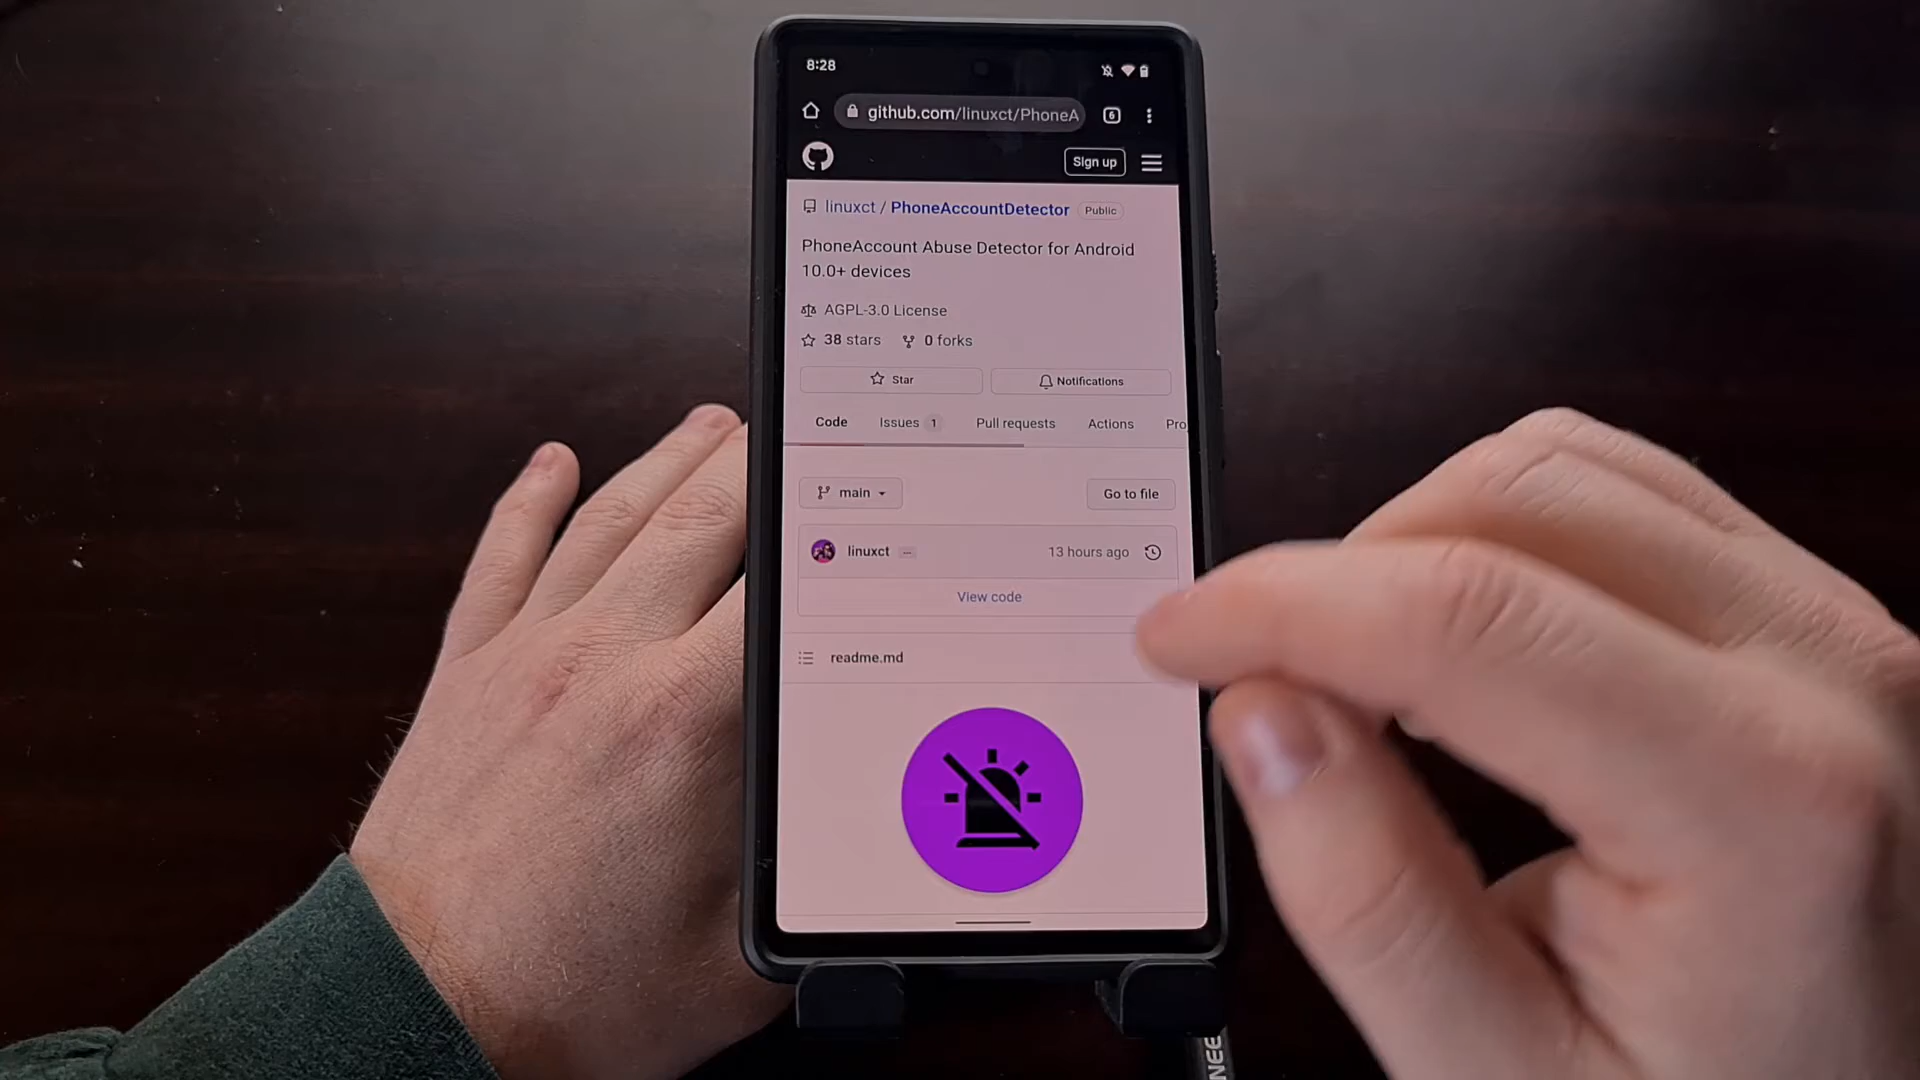 8:28
github.com/linuxct/PhoneA
6
Sign up
linuxct / PhoneAccountDetector Public
PhoneAccount Abuse Detector for Android
10.0+ devices
AGPL-3.0 License
38 stars 0 forks
Star Notifications
Code Issues 1 Pull requests Actions Pro
main Go to file
linuxct ... 13 hours ago
View code
readme.md
NEE